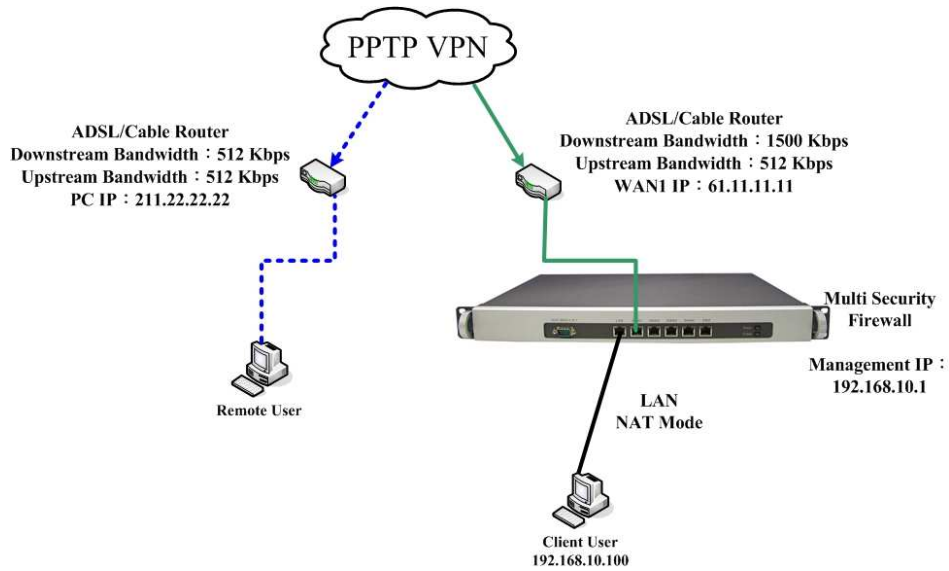 PPTP VPN
ADSL/Cable Router
Downstream Bandwidth：512 Kbps
Upstream Bandwidth：512 Kbps
PC IP：211.22.22.22
ADSL/Cable Router
Downstream Bandwidth：1500 Kbps
Upstream Bandwidth：512 Kbps
WAN1 IP：61.11.11.11
Multi Security
Firewall
Management IP：
192.168.10.1
Remote User
LAN
NAT Mode
Client User
192.168.10.100